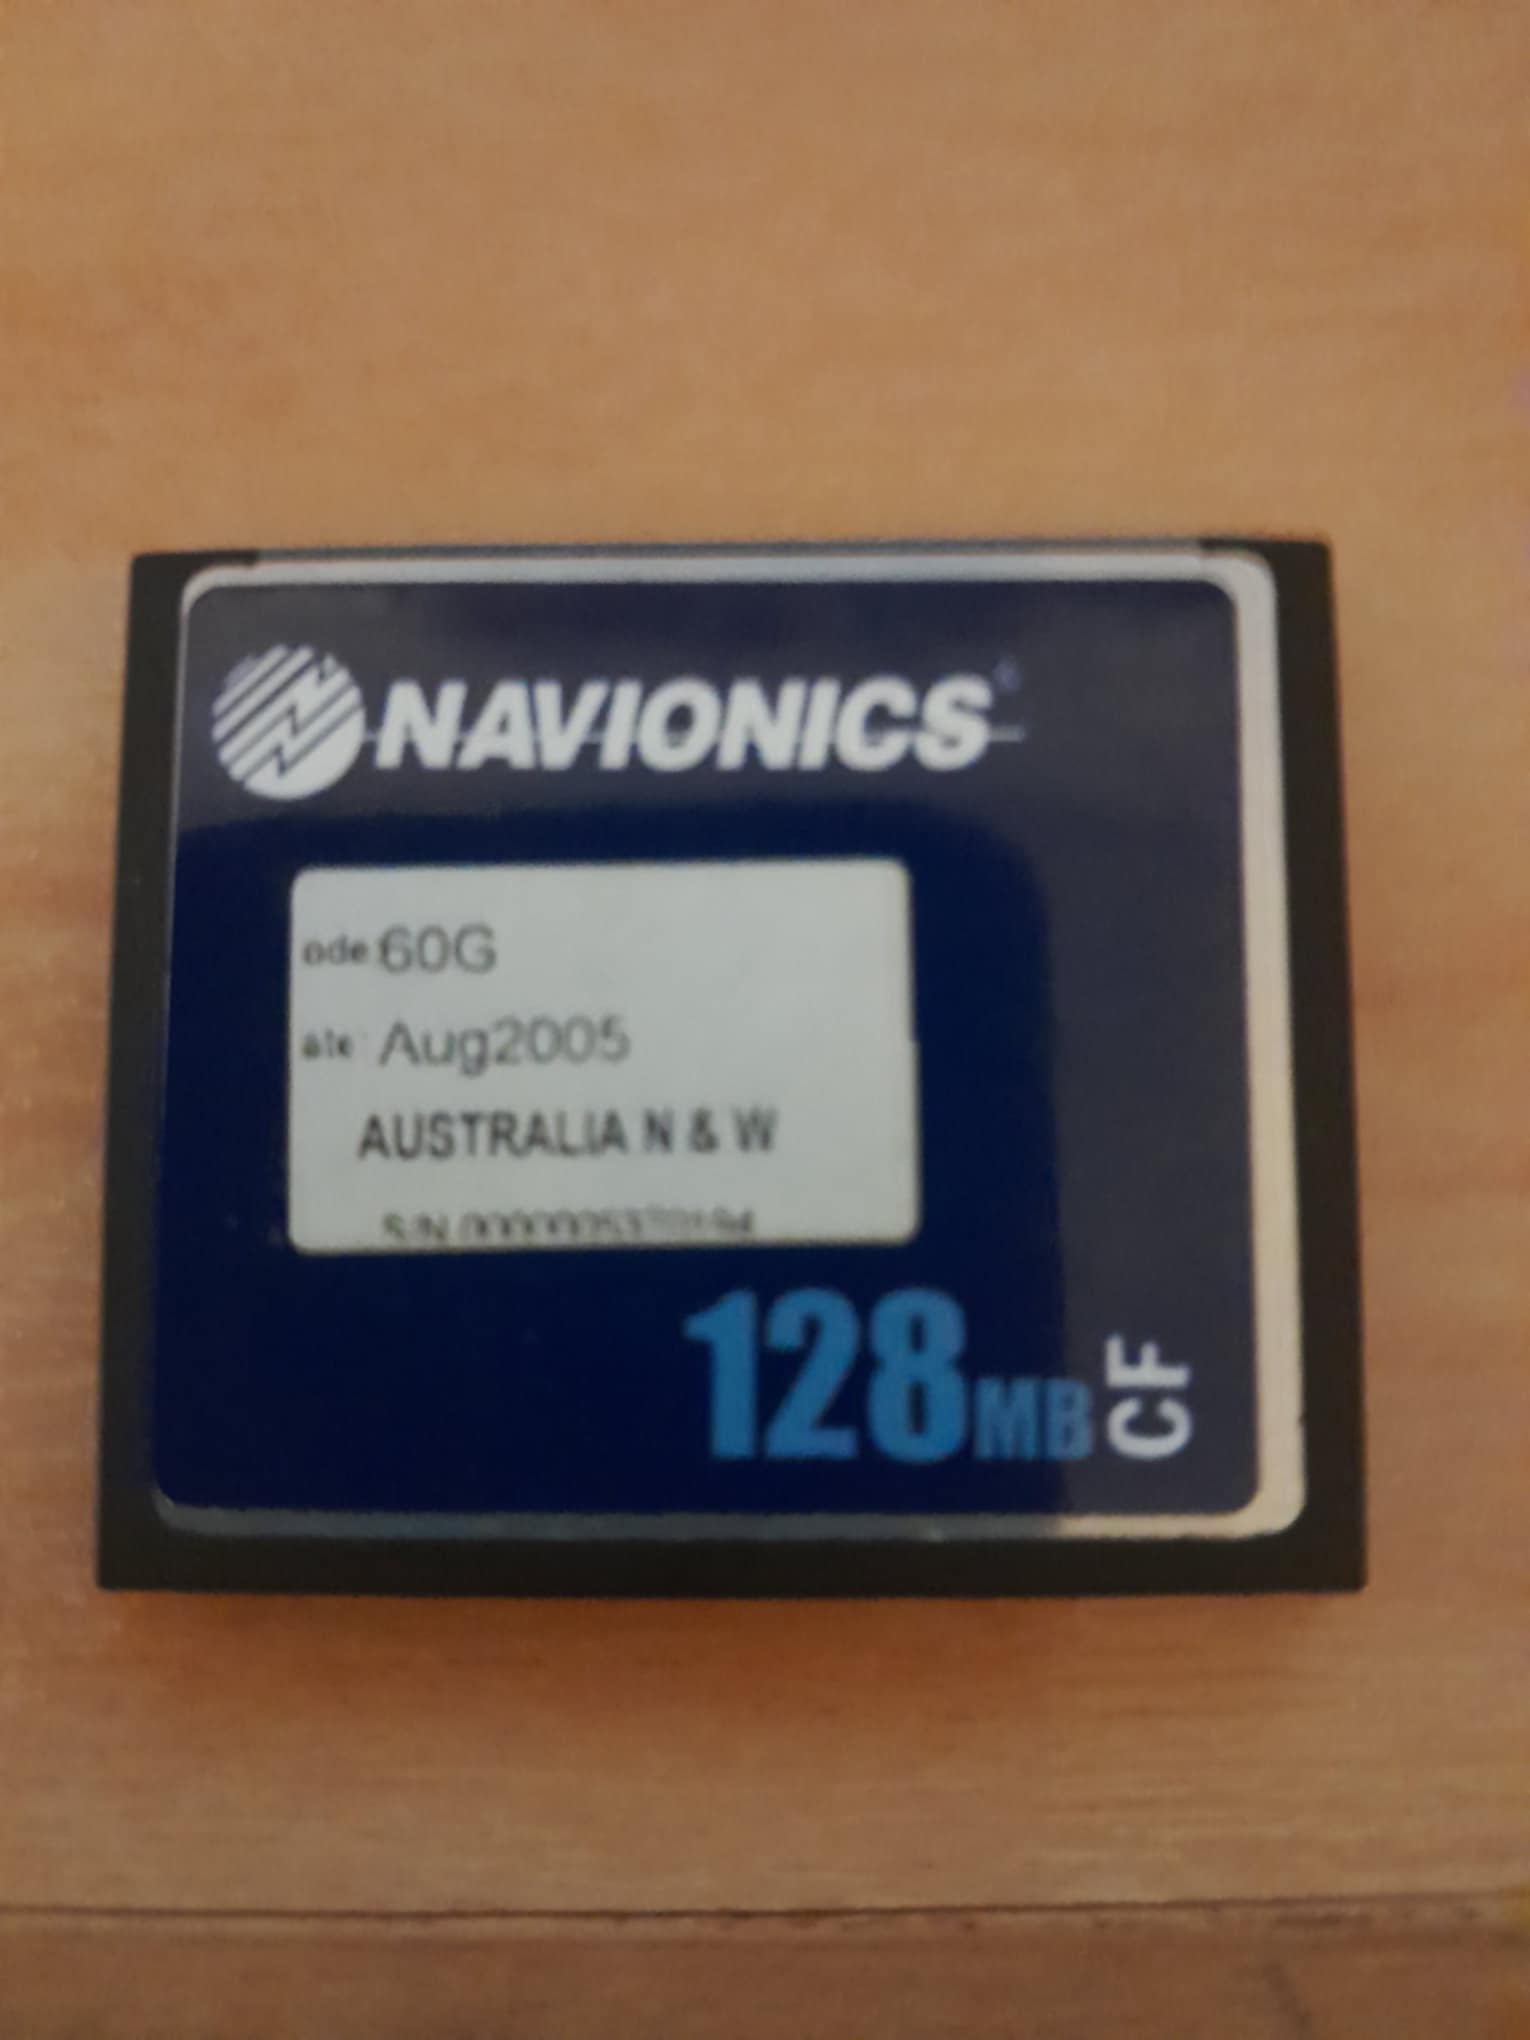 NAVIONICS
ode: 60G
ate: Aug2005
AUSTRALIA N & W
S/N
128MB CF